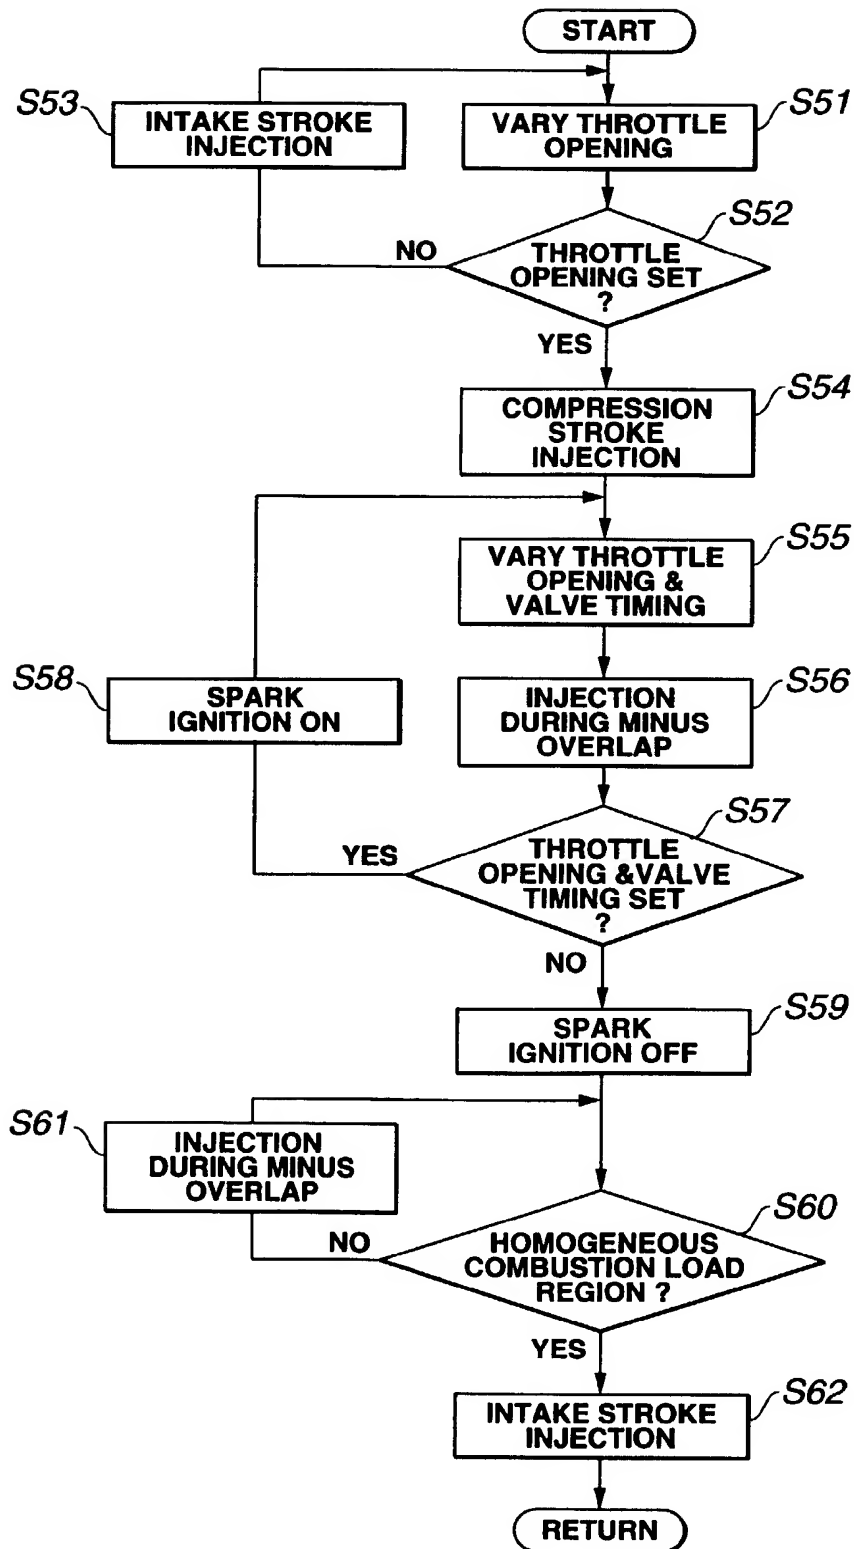 START
S53
INTAKE STROKE
INJECTION
S51
VARY THROTTLE
OPENING
S52
THROTTLE
OPENING SET
?
NO
YES
S54
COMPRESSION
STROKE
INJECTION
S55
VARY THROTTLE
OPENING &
VALVE TIMING
S58
SPARK
IGNITION ON
S56
INJECTION
DURING MINUS
OVERLAP
S57
THROTTLE
OPENING &VALVE
TIMING SET
?
YES
NO
S59
SPARK
IGNITION OFF
S61
INJECTION
DURING MINUS
OVERLAP
S60
HOMOGENEOUS
COMBUSTION LOAD
REGION ?
NO
YES
S62
INTAKE STROKE
INJECTION
RETURN